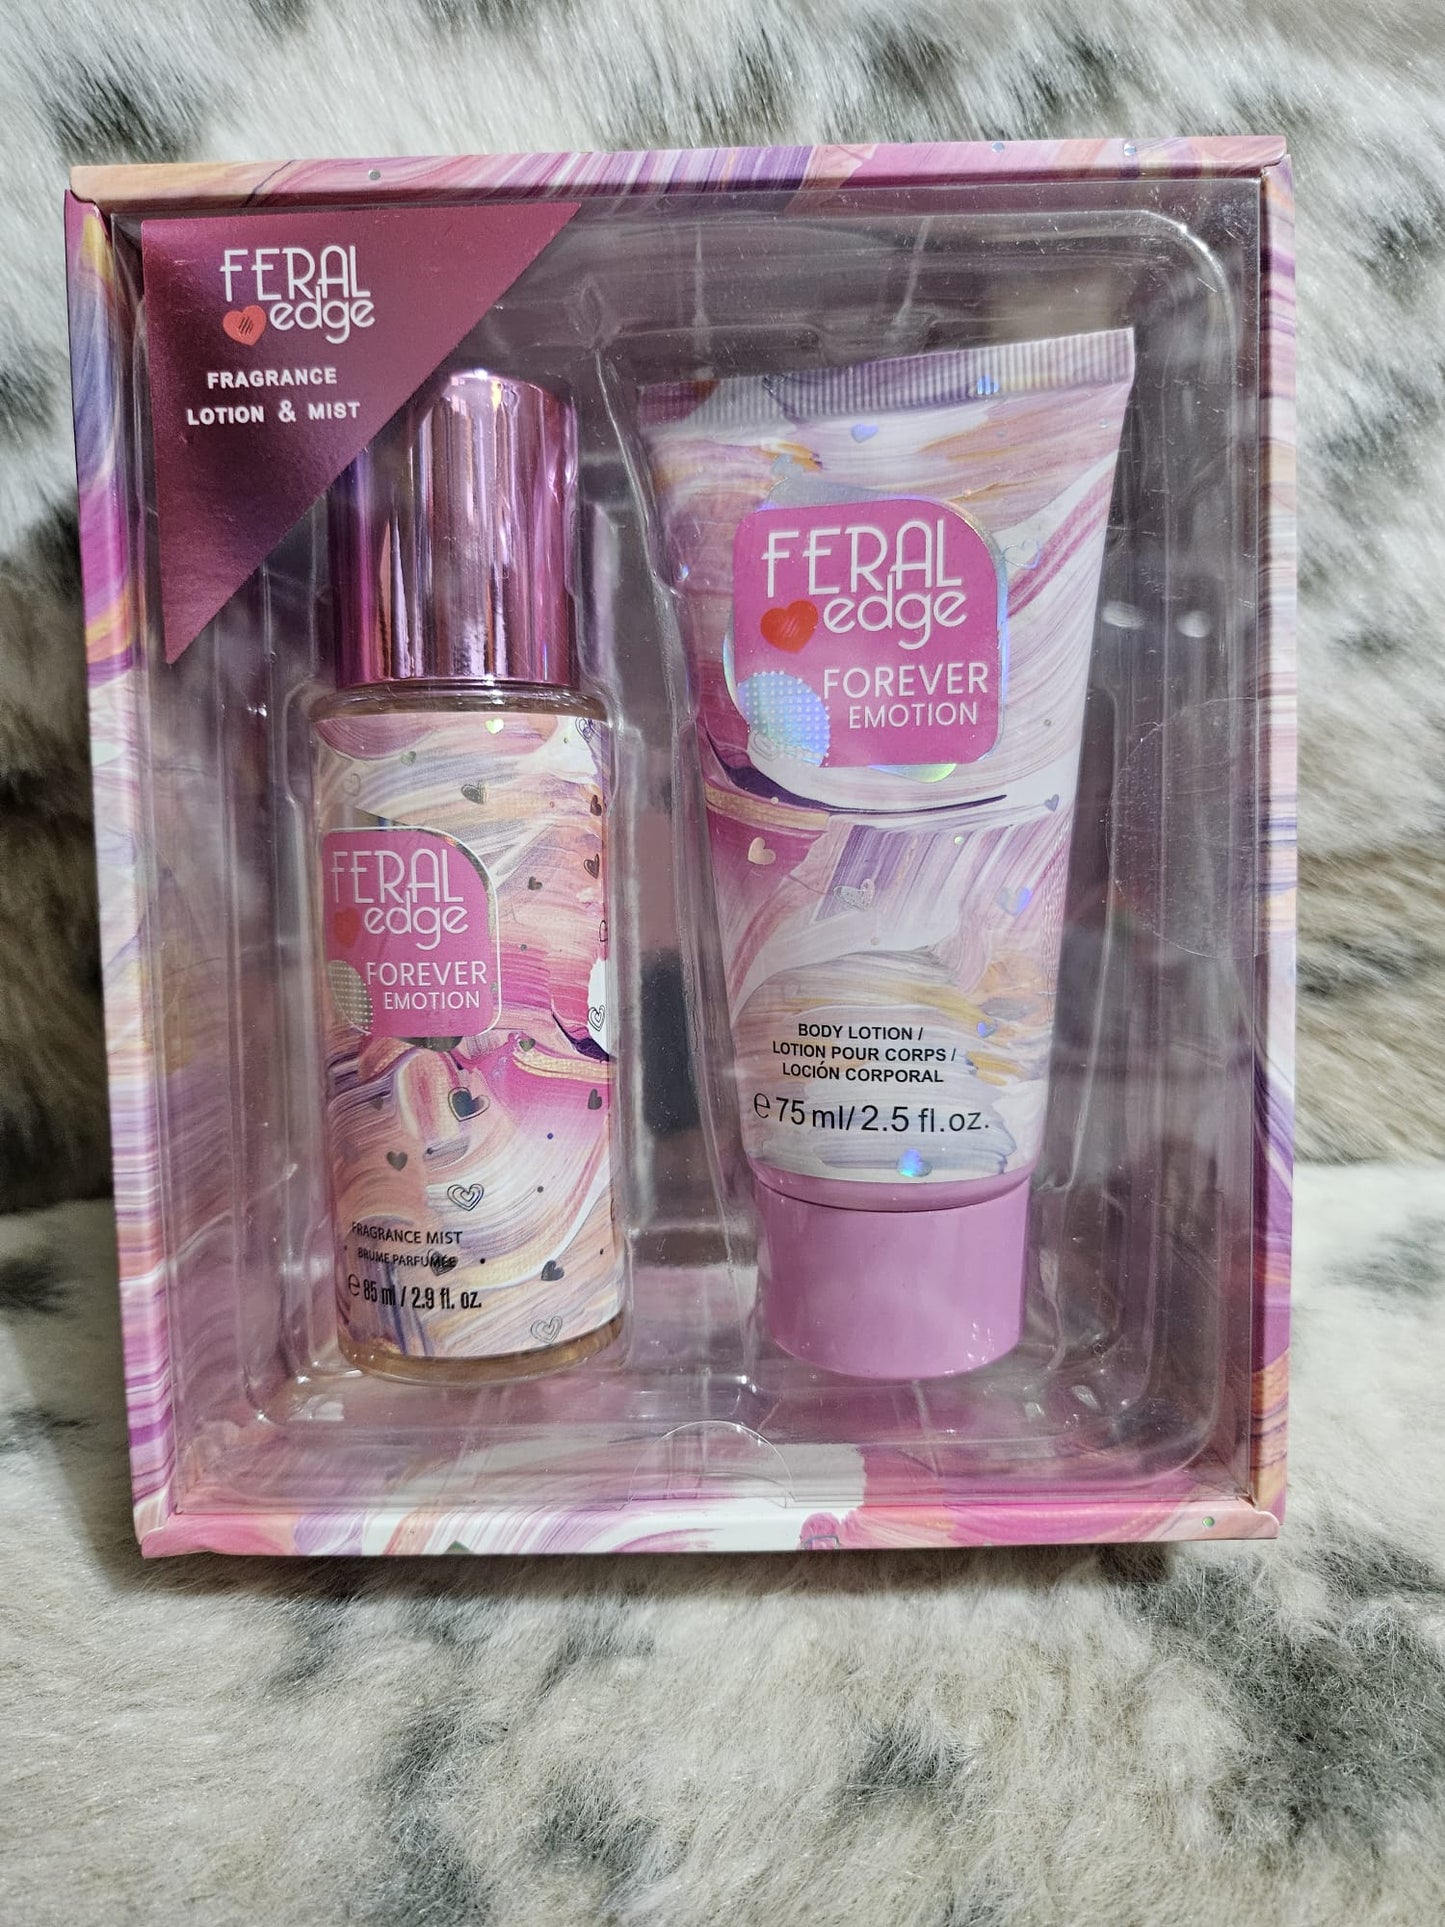 FERAL
edge
FRAGRANCE
LOTION & MIST
FERAL
edge
FOREVER
EMOTION
FRAGRANCE MIST
BRUME PARFUMÉE
℮ 85 ml / 2.9 fl. oz.
FERAL
edge
FOREVER
EMOTION
BODY LOTION /
LOTION POUR CORPS /
LOCIÓN CORPORAL
℮ 75 ml/ 2.5 fl.oz.